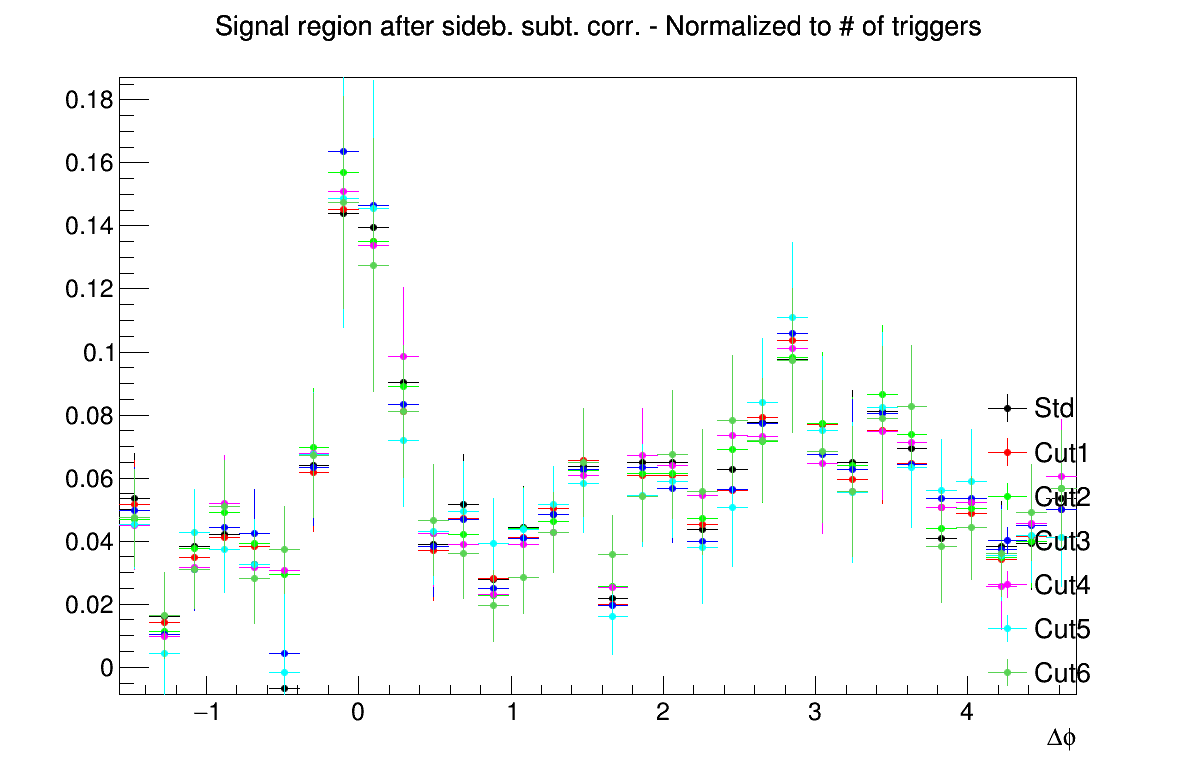 Signal region after sideb. subt. corr. - Normalized to # of triggers
0.18
0.16
0.14
0.12
0.1
0.08
0.06
0.04
0.02
0
Std
Cut1
Cut2
Cut3
Cut4
Cut5
Cut6
−1 0 1 2 3 4
Δϕ